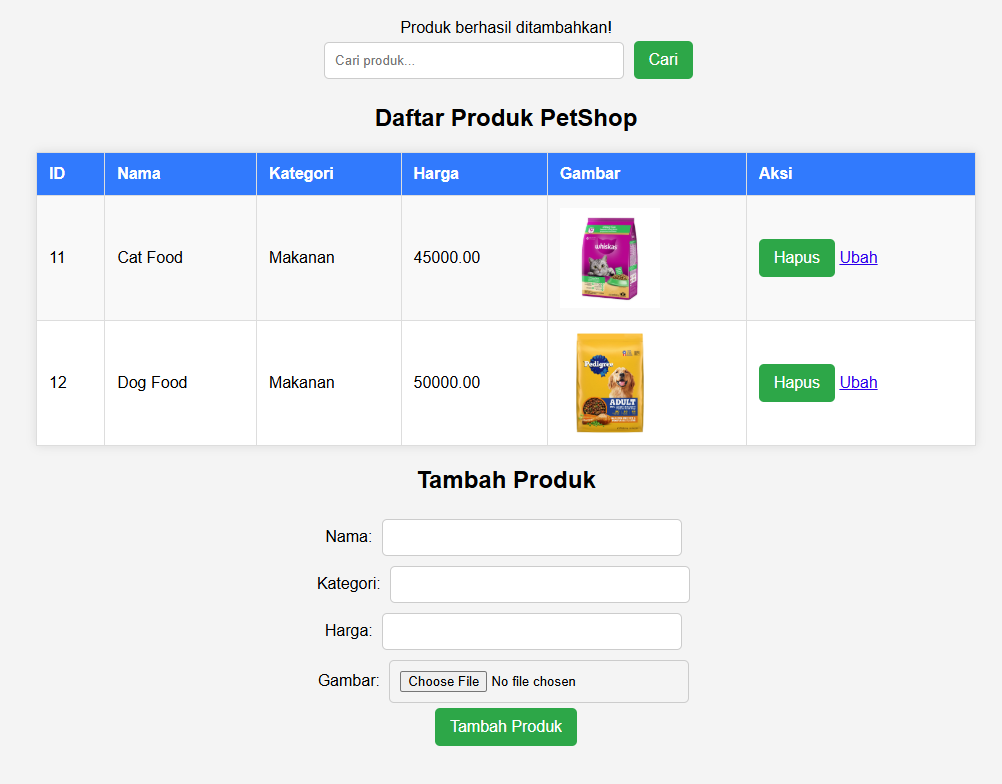 Produk berhasil ditambahkan!
Cari produk... Cari
Daftar Produk PetShop
ID Nama Kategori Harga Gambar Aksi
11 Cat Food Makanan 45000.00 whiskas Hapus Ubah
12 Dog Food Makanan 50000.00 Pedigree ADULT Hapus Ubah
Tambah Produk
Nama:
Kategori:
Harga:
Gambar: Choose File No file chosen
Tambah Produk